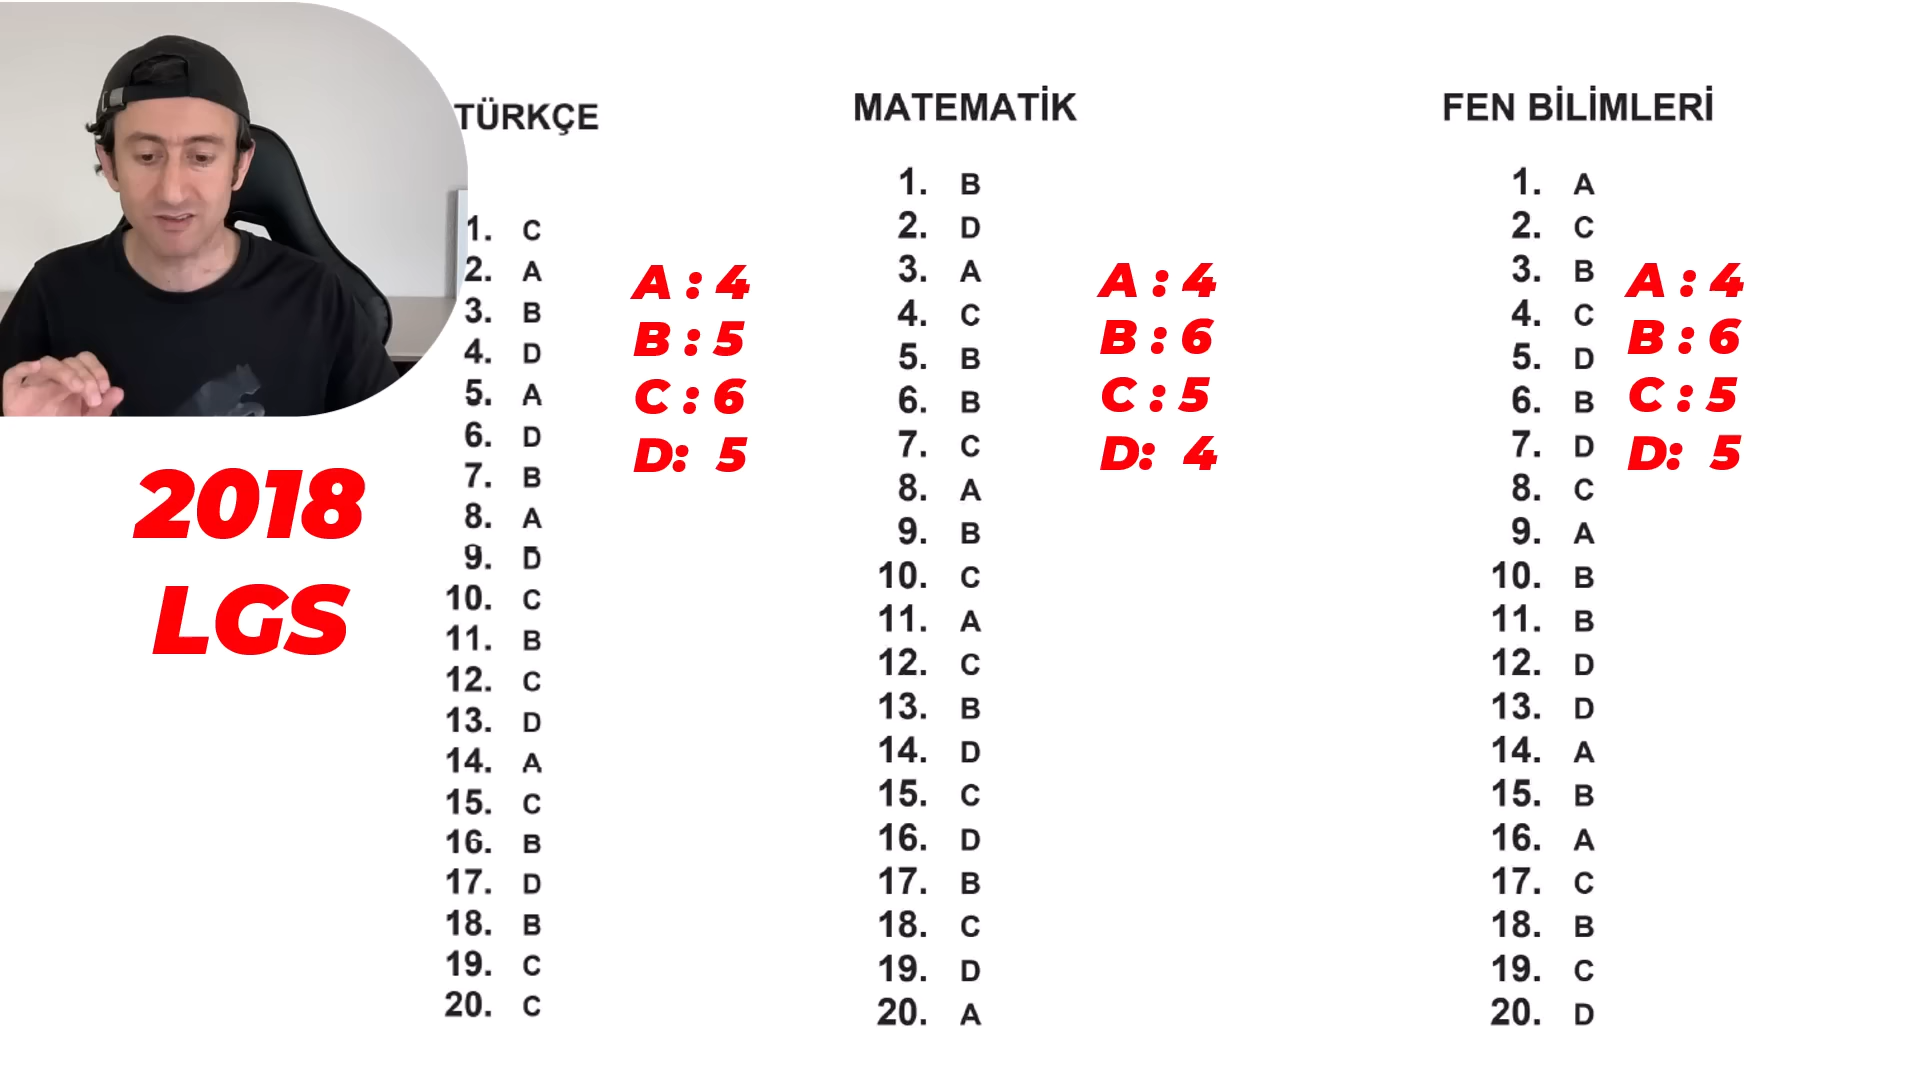 TÜRKÇE
1. C
2. A
3. B
4. D
5. A
6. D
7. B
8. A
9. D
10. C
11. B
12. C
13. D
14. A
15. C
16. B
17. D
18. B
19. C
20. C
A : 4
B : 5
C : 6
D: 5
MATEMATİK
1. B
2. D
3. A
4. C
5. B
6. B
7. C
8. A
9. B
10. C
11. A
12. C
13. B
14. D
15. C
16. D
17. B
18. C
19. D
20. A
A : 4
B : 6
C : 5
D: 4
FEN BİLİMLERİ
1. A
2. C
3. B
4. C
5. D
6. B
7. D
8. C
9. A
10. B
11. B
12. D
13. D
14. A
15. B
16. A
17. C
18. B
19. C
20. D
A : 4
B : 6
C : 5
D: 5
2018
LGS